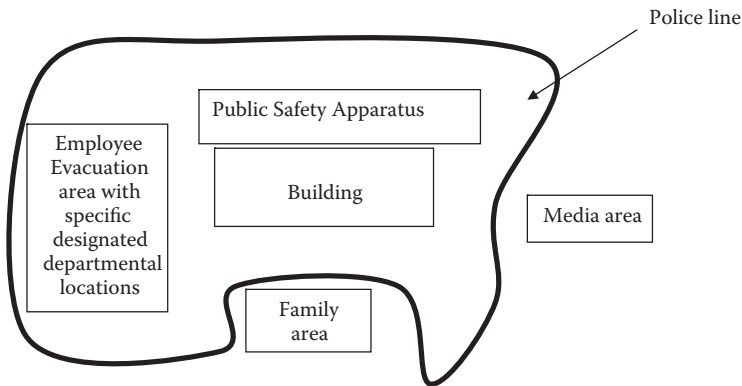 Police line
Public Safety Apparatus
Employee
Evacuation
area with
specific
designated
departmental
locations
Building
Media area
Family
area